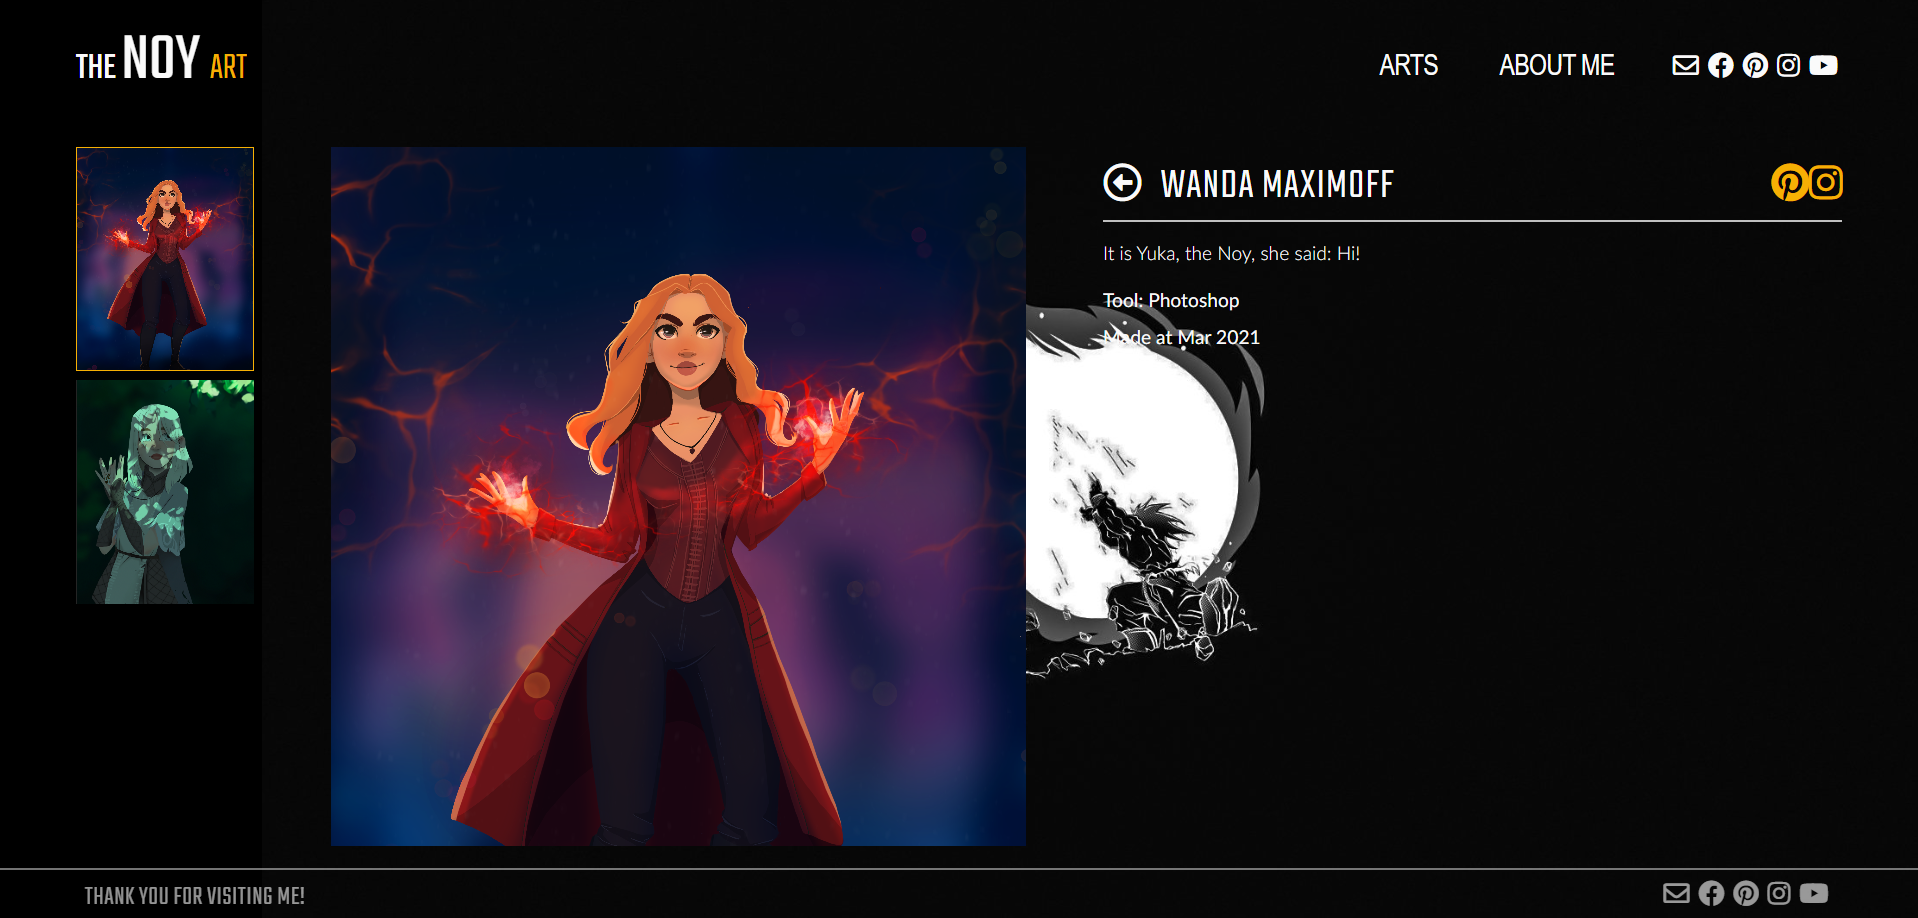 THE NOY ART
ARTS
ABOUT ME
WANDA MAXIMOFF
It is Yuka, the Noy, she said: Hi!
Tool: Photoshop
Made at Mar 2021
THANK YOU FOR VISITING ME!